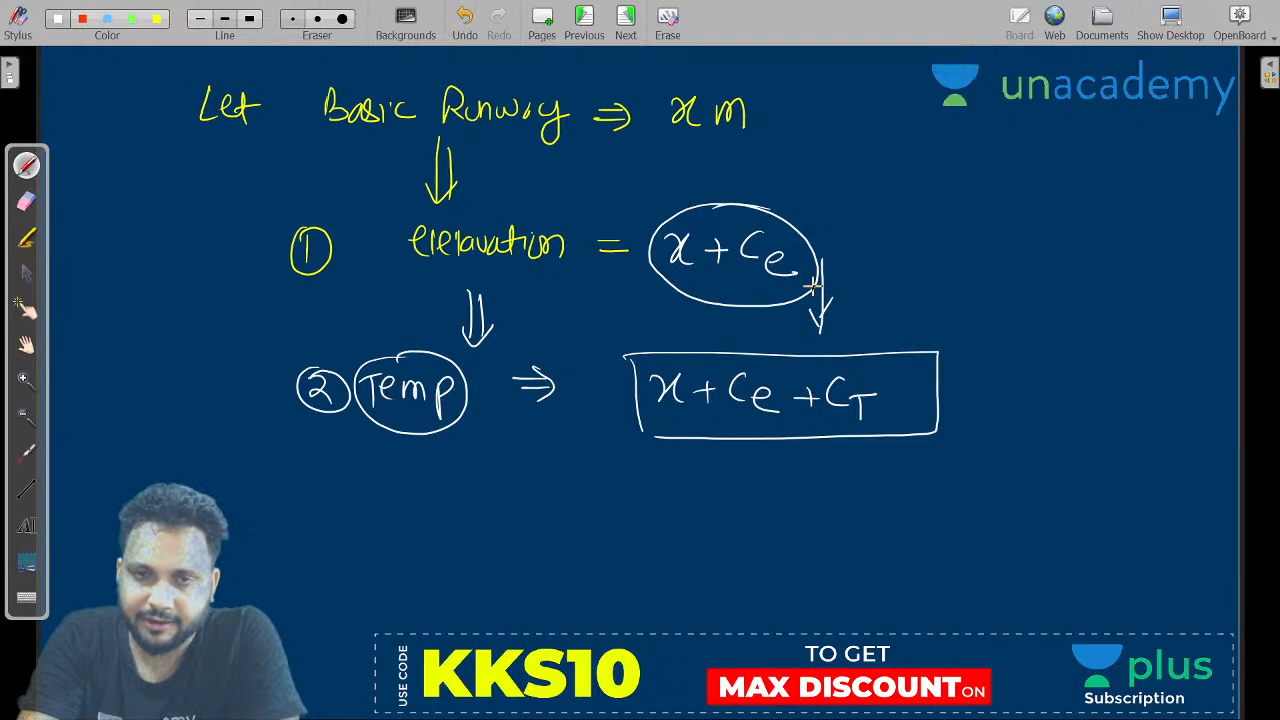 Stylus
Color
Line
Eraser
Backgrounds
Undo
Redo
Pages
Previous
Next
Erase
Board
Web
Documents
Show Desktop
OpenBoard
unacademy
Let Basic Runway ⇒ x m
① elelavation = x + Ce
② Temp ⇒ x + Ce + CT
USE CODE
KKS10
TO GET
MAX DISCOUNT ON
plus
Subscription